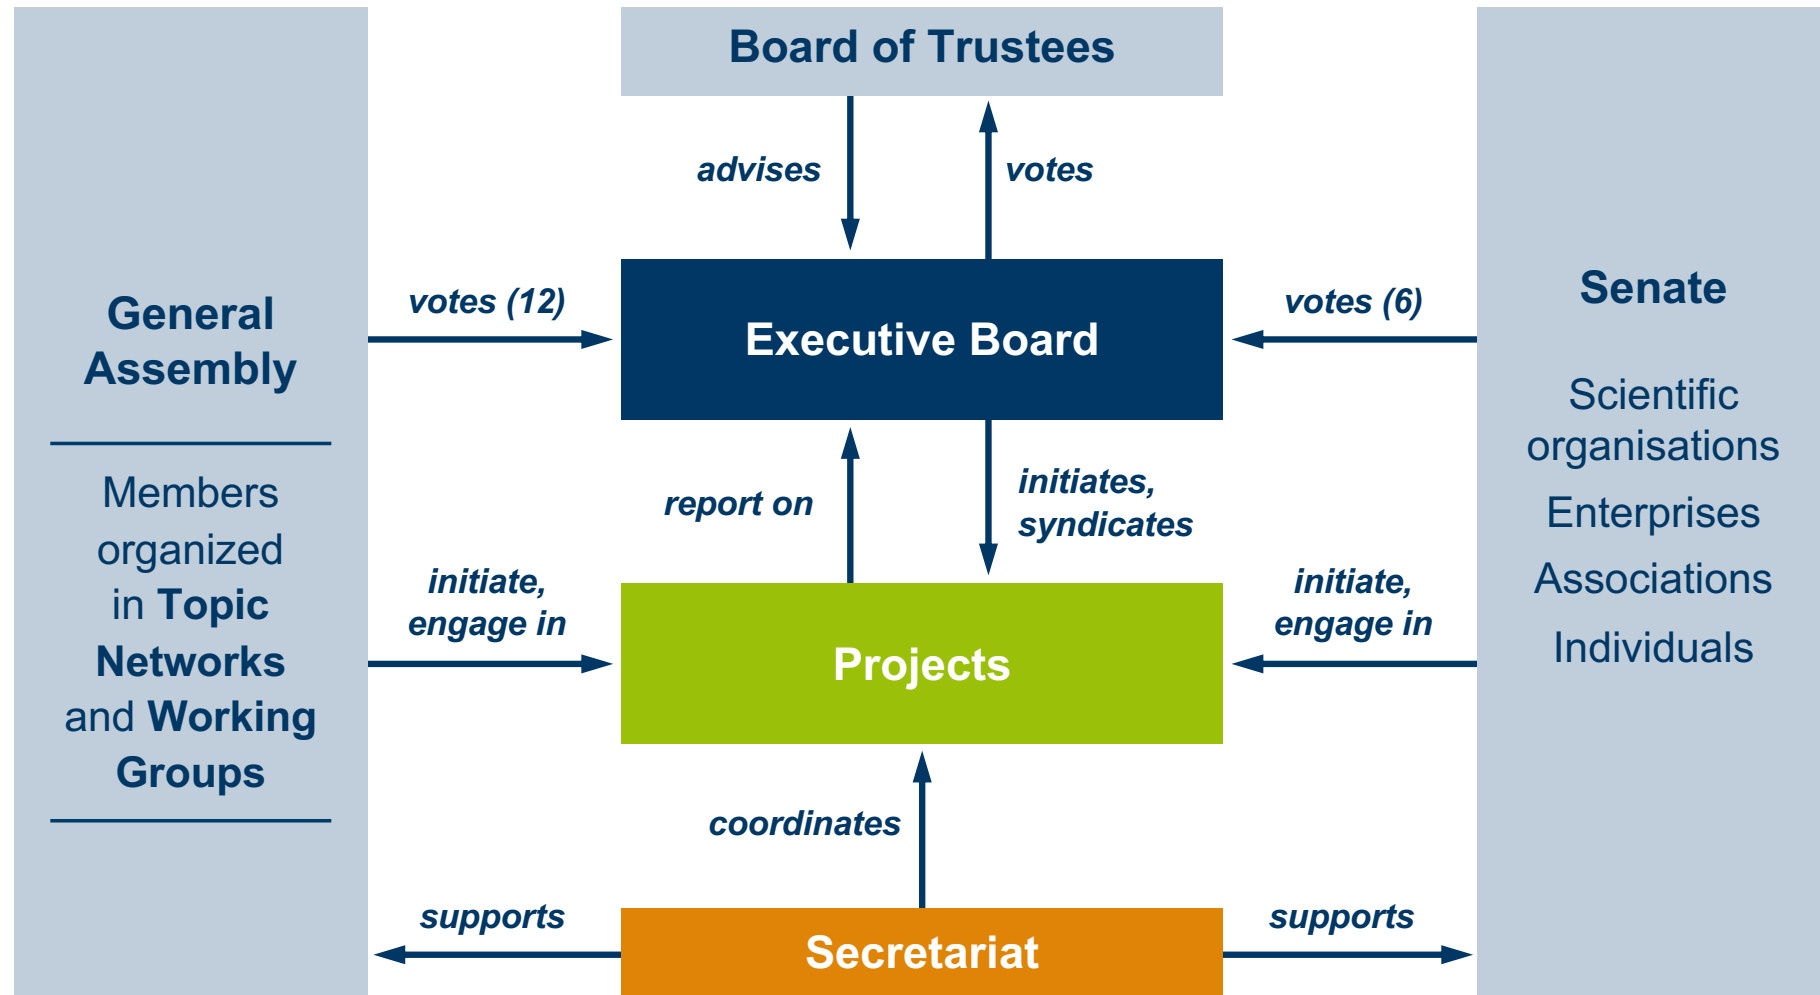 Board of Trustees
advises
votes
General
Assembly
Members
organized
in Topic
Networks
and Working
Groups
votes (12)
Executive Board
votes (6)
report on
initiates,
syndicates
initiate,
engage in
Projects
initiate,
engage in
coordinates
supports
Secretariat
supports
Senate
Scientific
organisations
Enterprises
Associations
Individuals